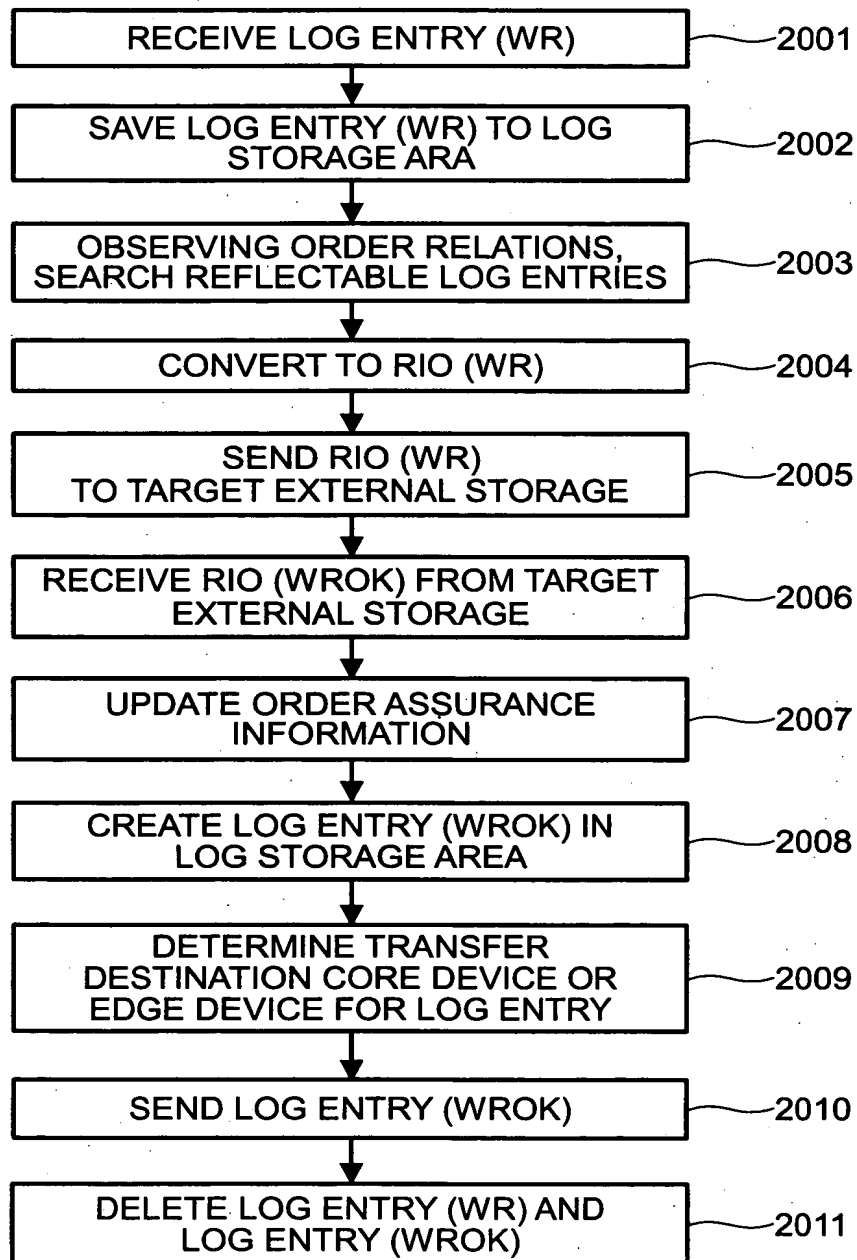 RECEIVE LOG ENTRY (WR)
2001
SAVE LOG ENTRY (WR) TO LOG
STORAGE ARA
2002
OBSERVING ORDER RELATIONS,
SEARCH REFLECTABLE LOG ENTRIES
2003
CONVERT TO RIO (WR)
2004
SEND RIO (WR)
TO TARGET EXTERNAL STORAGE
2005
RECEIVE RIO (WROK) FROM TARGET
EXTERNAL STORAGE
2006
UPDATE ORDER ASSURANCE
INFORMATION
2007
CREATE LOG ENTRY (WROK) IN
LOG STORAGE AREA
2008
DETERMINE TRANSFER
DESTINATION CORE DEVICE OR
EDGE DEVICE FOR LOG ENTRY
2009
SEND LOG ENTRY (WROK)
2010
DELETE LOG ENTRY (WR) AND
LOG ENTRY (WROK)
2011